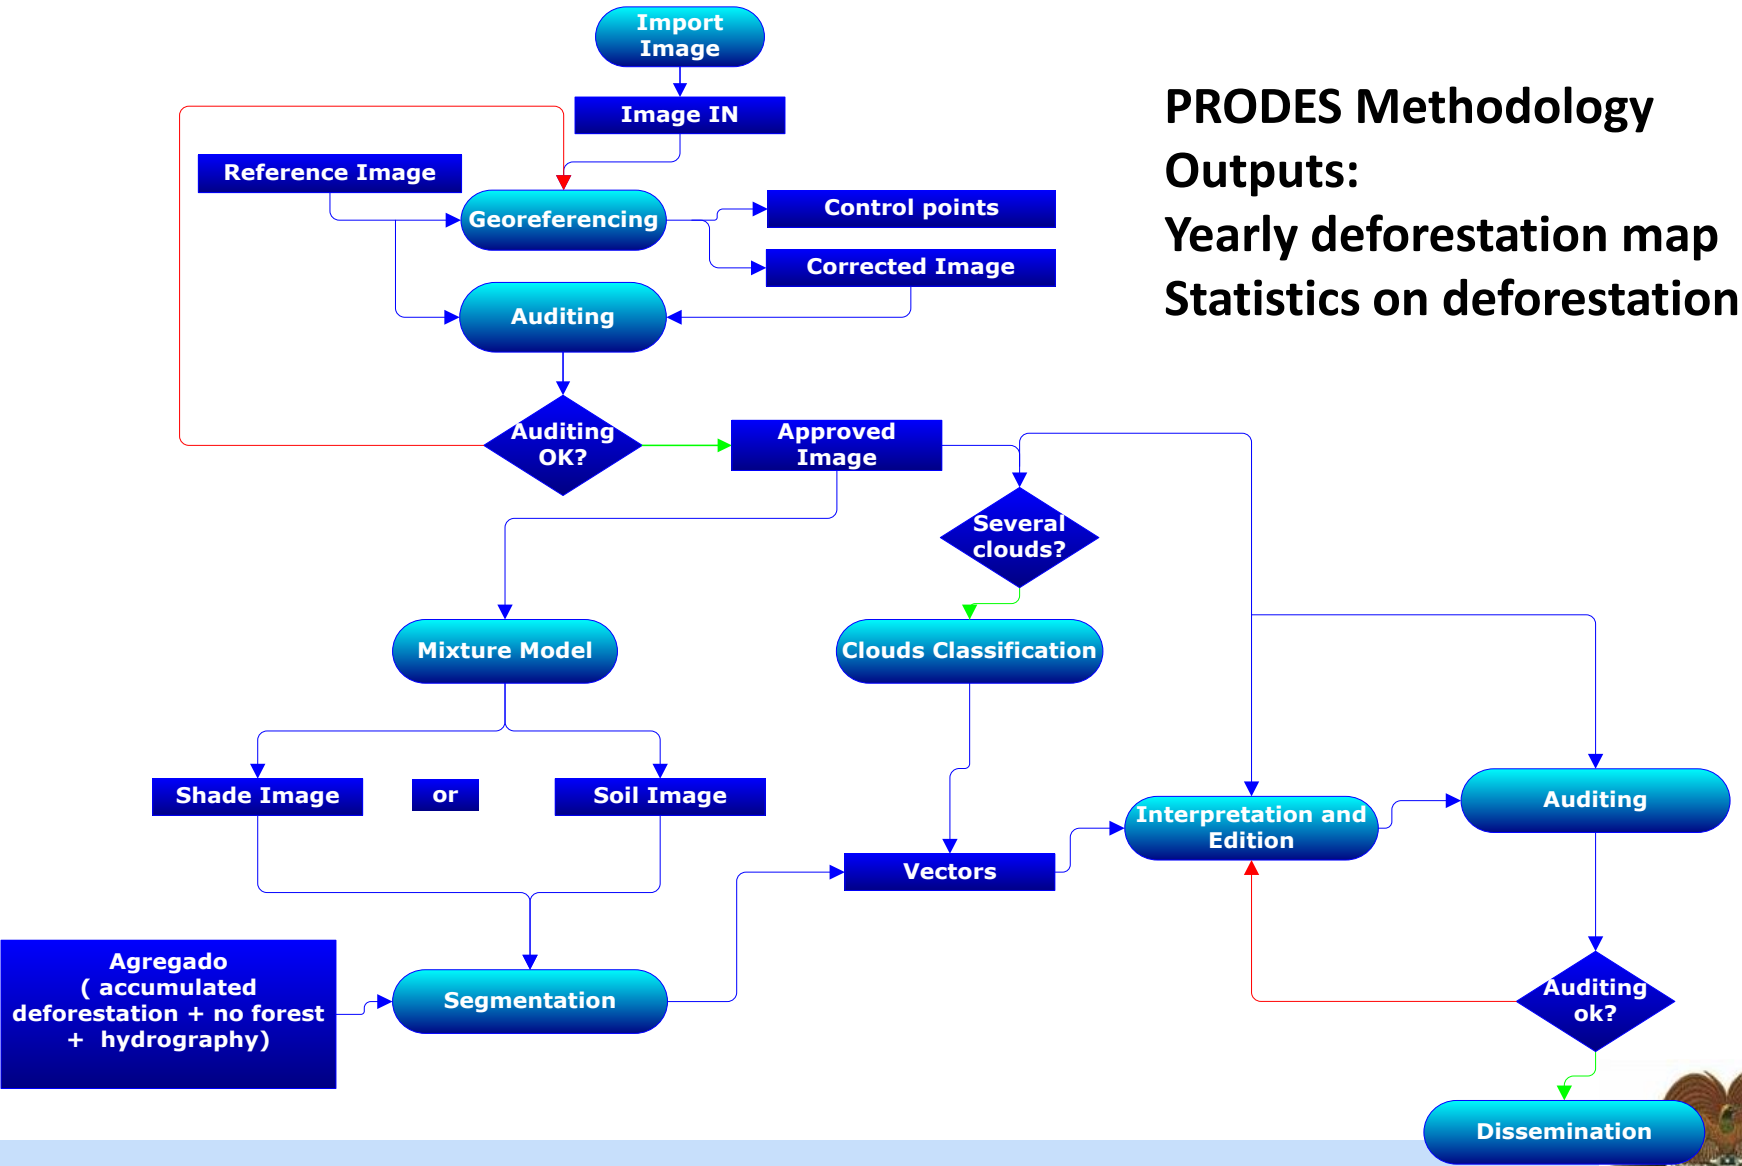 Import
Image
Image IN
PRODES Methodology
Outputs:
Yearly deforestation map
Statistics on deforestation
Reference Image
Georeferencing
Control points
Corrected Image
Auditing
Auditing
OK?
Approved
Image
Several
clouds?
Mixture Model
Clouds Classification
Shade Image
or
Soil Image
Interpretation and
Edition
Auditing
Vectors
Agregado
( accumulated
deforestation + no forest
+ hydrography)
Segmentation
Auditing
ok?
Dissemination